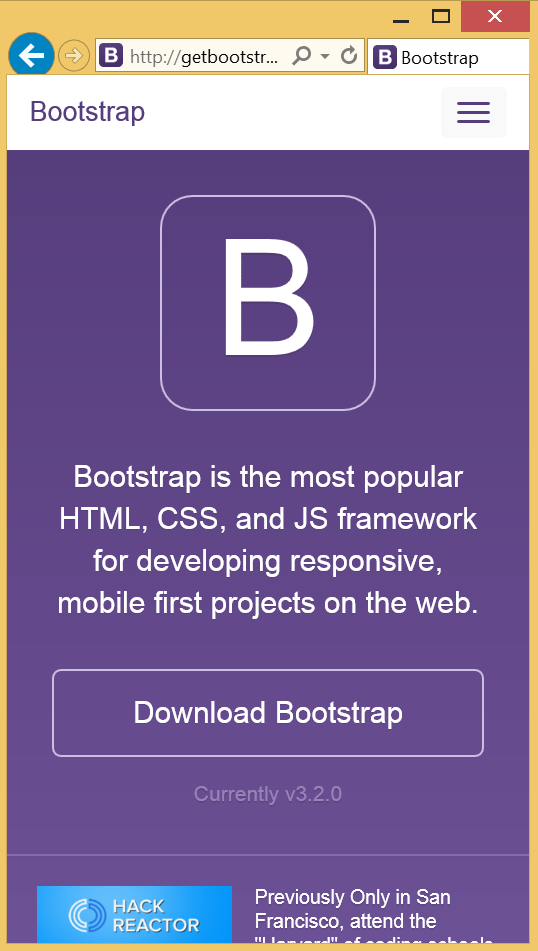 http://getbootstr...
Bootstrap
Bootstrap
B
Bootstrap is the most popular
HTML, CSS, and JS framework
for developing responsive,
mobile first projects on the web.
Download Bootstrap
Currently v3.2.0
HACK
REACTOR
Previously Only in San
Francisco, attend the
"Harvard" of coding schools